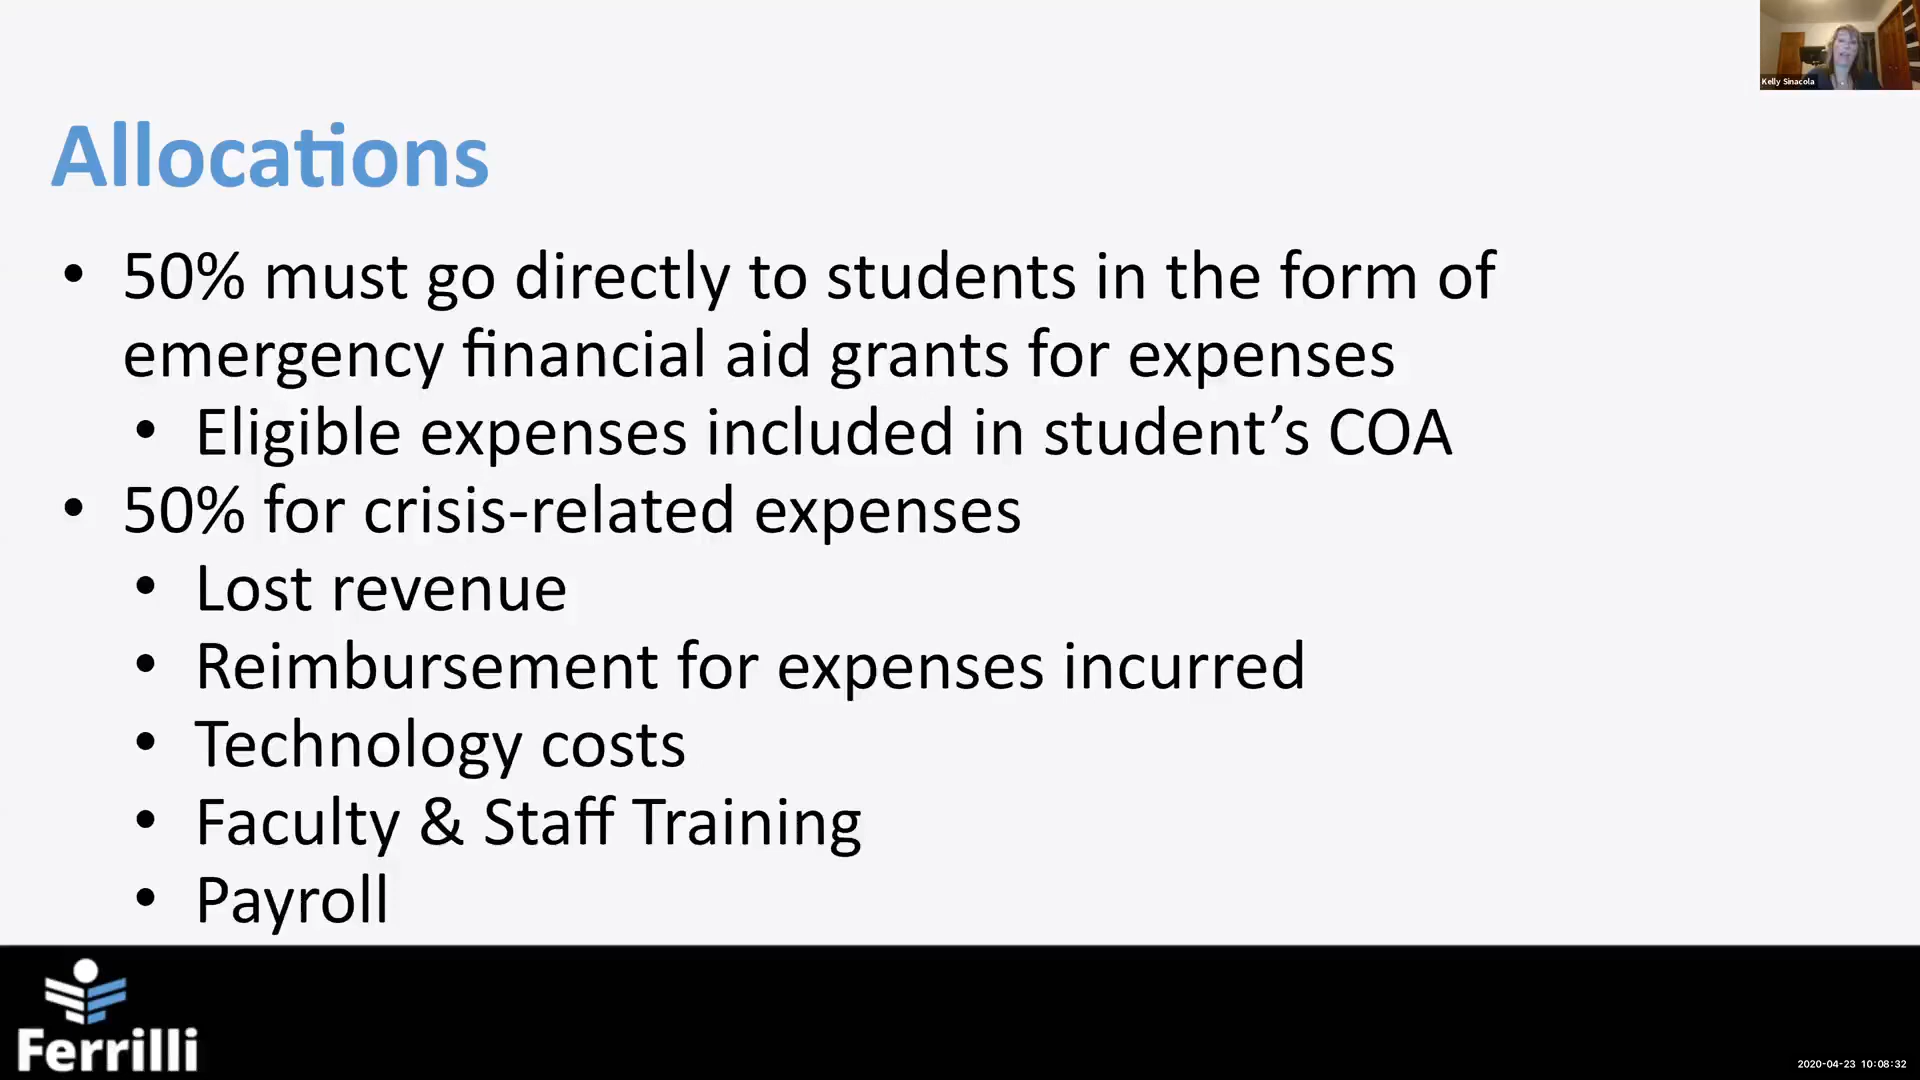 Kelly Sinacola
Allocations
• 50% must go directly to students in the form of
emergency financial aid grants for expenses
• Eligible expenses included in student’s COA
• 50% for crisis-related expenses
• Lost revenue
• Reimbursement for expenses incurred
• Technology costs
• Faculty & Staff Training
• Payroll
Ferrilli
2020-04-23 10:08:32